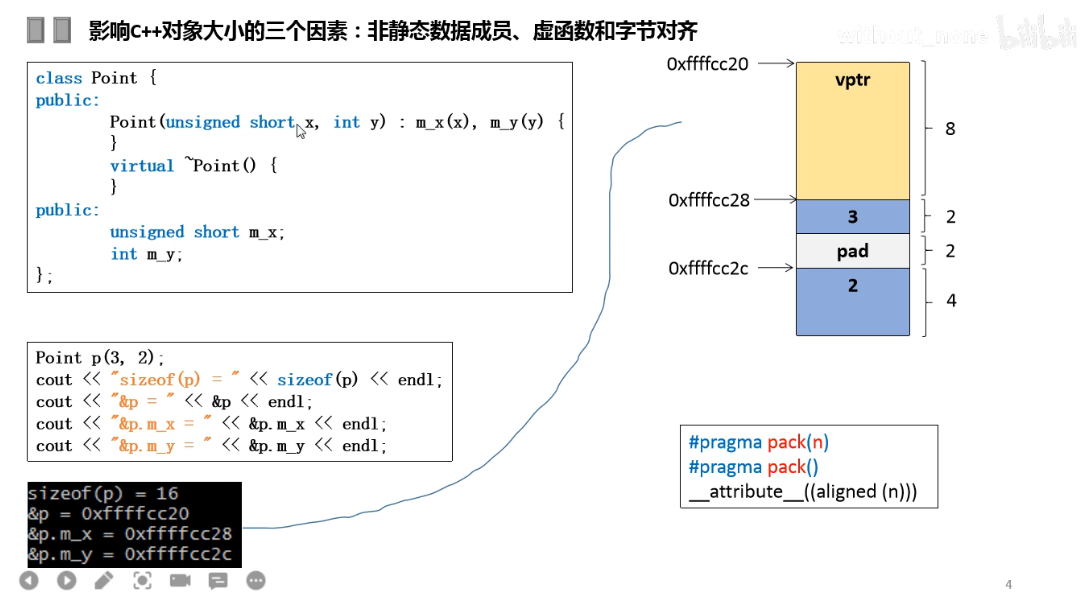 影响C++对象大小的三个因素：非静态数据成员、虚函数和字节对齐
without_none bilibili
class Point {
public:
Point(unsigned short x, int y) : m_x(x), m_y(y) {
}
virtual ~Point() {
}
public:
unsigned short m_x;
int m_y;
};
Point p(3, 2);
cout << "sizeof(p) = " << sizeof(p) << endl;
cout << "&p = " << &p << endl;
cout << "&p.m_x = " << &p.m_x << endl;
cout << "&p.m_y = " << &p.m_y << endl;
sizeof(p) = 16
&p = 0xffffcc20
&p.m_x = 0xffffcc28
&p.m_y = 0xffffcc2c
0xffffcc20
vptr
8
0xffffcc28
3
2
pad
2
0xffffcc2c
2
4
#pragma pack(n)
#pragma pack()
__attribute__((aligned (n)))
4